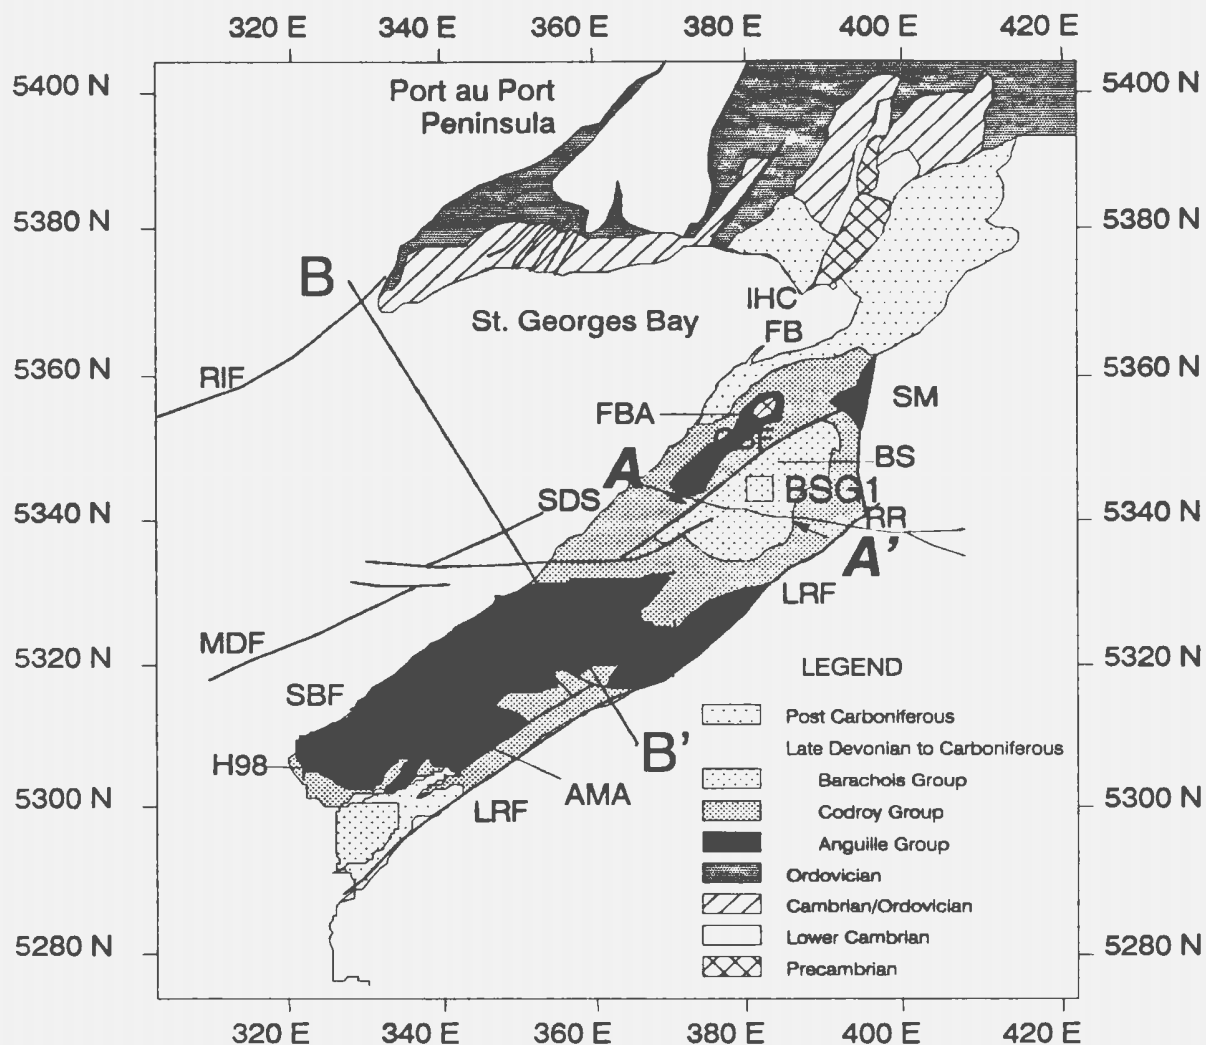 320 E 340 E 360 E 380 E 400 E 420 E
5400 N
5400 N
Port au Port
Peninsula
5380 N
5380 N
B
IHC
St. Georges Bay
FB
5360 N
5360 N
RIF
SM
FBA
A
BS
BSG1
SDS
5340 N
RR
5340 N
A'
LRF
MDF
5320 N
LEGEND
5320 N
SBF
Post Carboniferous
B'
Late Devonian to Carboniferous
H98
Barachois Group
AMA
5300 N
LRF
Codroy Group
5300 N
Anguille Group
Ordovician
Cambrian/Ordovician
Lower Cambrian
5280 N
5280 N
Precambrian
320 E 340 E 360 E 380 E 400 E 420 E